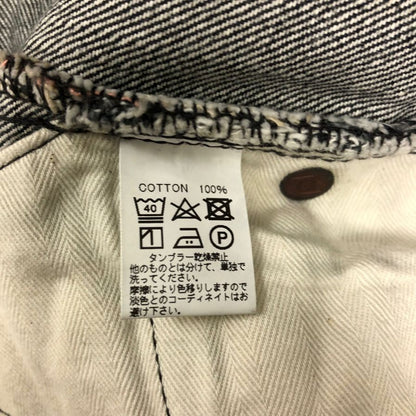 COTTON 100%
40
P
タンブラー乾燥禁止
他のものとは分けて、単独で
洗ってください。
摩擦により色移りしますので
淡色とのコーディネイトはお
避け下さい。